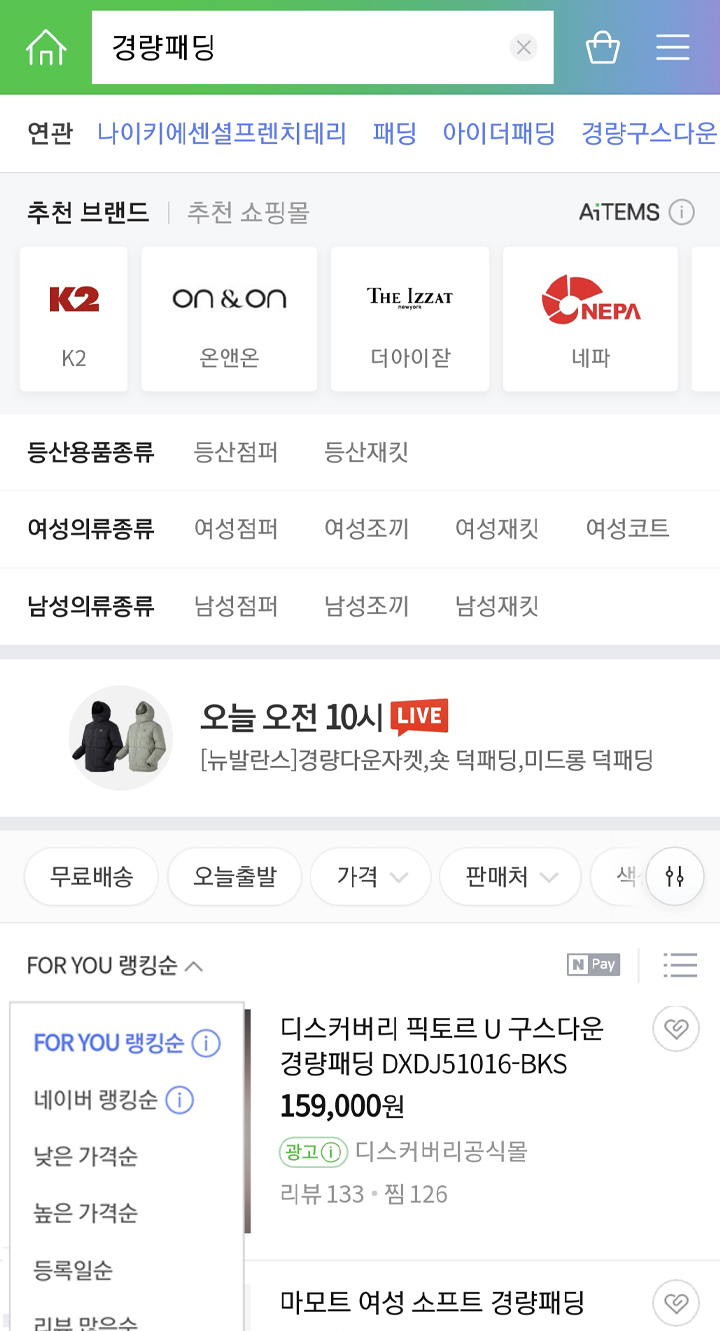 경량패딩
연관 나이키에센셜프렌치테리 패딩 아이더패딩 경량구스다운
추천 브랜드 추천 쇼핑몰 AiTEMS
K2 on & on THE IZZAT NEPA
newyork
K2 온앤온 더아이잗 네파
등산용품종류 등산점퍼 등산재킷
여성의류종류 여성점퍼 여성조끼 여성재킷 여성코트
남성의류종류 남성점퍼 남성조끼 남성재킷
오늘 오전 10시 LIVE
[뉴발란스]경량다운자켓,숏 덕패딩,미드롱 덕패딩
무료배송 오늘출발 가격 판매처 색
FOR YOU 랭킹순 N Pay
FOR YOU 랭킹순
네이버 랭킹순
낮은 가격순
높은 가격순
등록일순
리뷰 많은순
디스커버리 픽토르 U 구스다운
경량패딩 DXDJ51016-BKS
159,000원
광고 디스커버리공식몰
리뷰 133 • 찜 126
마모트 여성 소프트 경량패딩